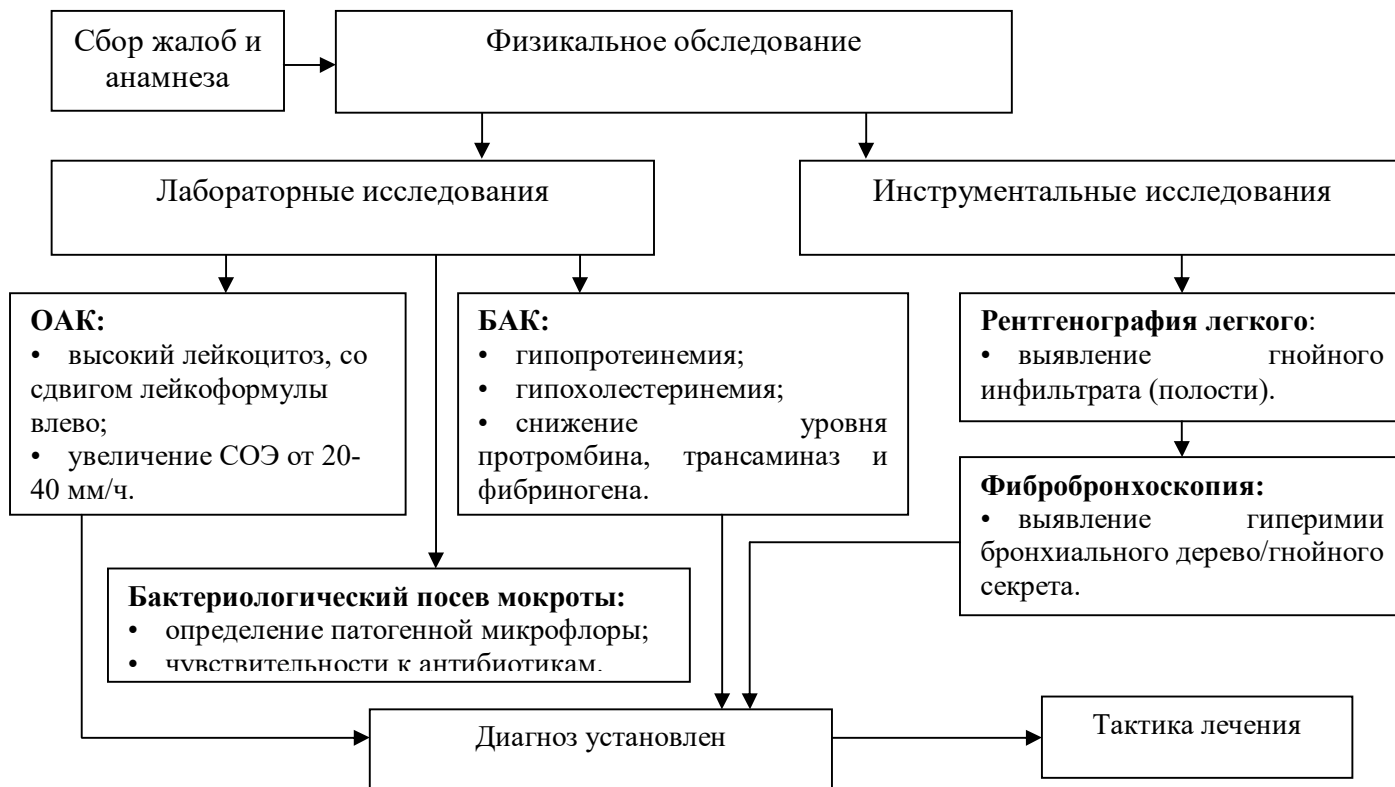 Сбор жалоб и
анамнеза
Физикальное обследование
Лабораторные исследования
Инструментальные исследования
ОАК:
• высокий лейкоцитоз, со
сдвигом лейкоформулы
влево;
• увеличение СОЭ от 20-
40 мм/ч.
БАК:
• гипопротеинемия;
• гипохолестеринемия;
• снижение уровня
протромбина, трансаминаз и
фибриногена.
Рентгенография легкого:
• выявление гнойного
инфильтрата (полости).
Фибробронхоскопия:
• выявление гиперимии
бронхиального дерево/гнойного
секрета.
Бактериологический посев мокроты:
• определение патогенной микрофлоры;
• чувствительности к антибиотикам.
Диагноз установлен
Тактика лечения